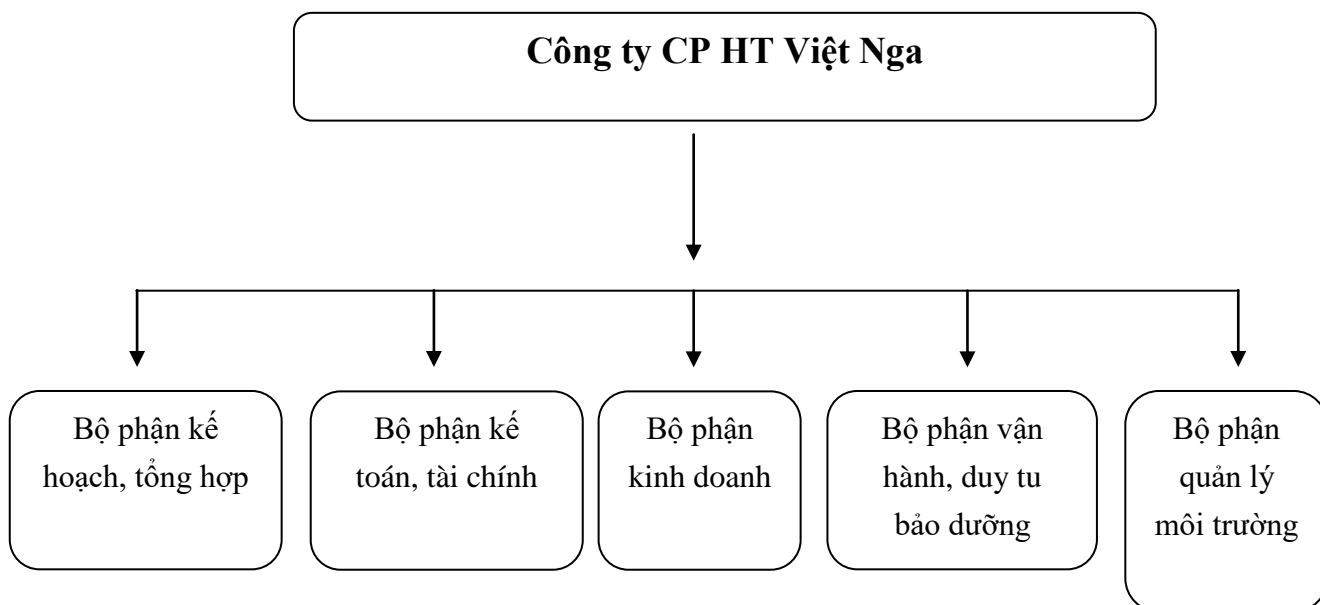 Công ty CP HT Việt Nga
Bộ phận kế
hoạch, tổng hợp
Bộ phận kế
toán, tài chính
Bộ phận
kinh doanh
Bộ phận vận
hành, duy tu
bảo dưỡng
Bộ phận
quản lý
môi trường